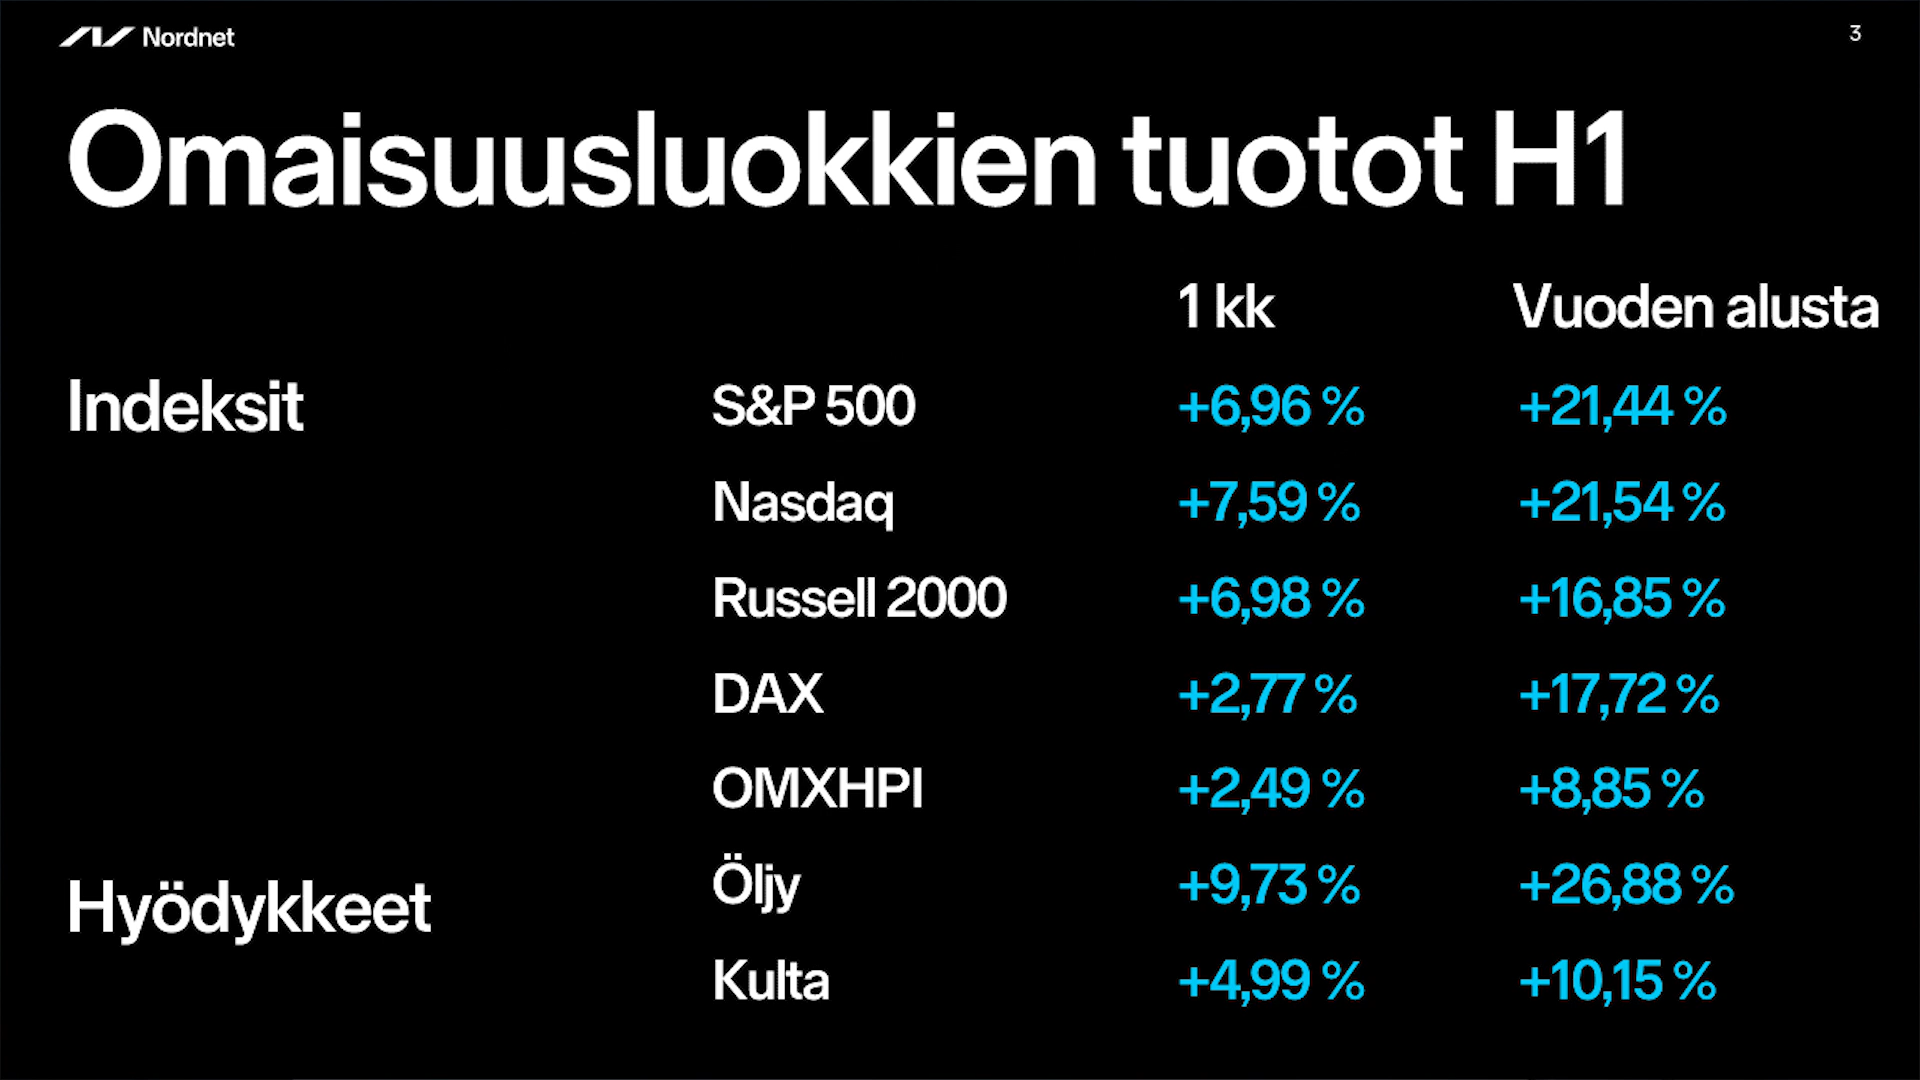 Nordnet
3
Omaisuusluokkien tuotot H1
1 kk Vuoden alusta
Indeksit S&P 500 +6,96 % +21,44 %
Nasdaq +7,59 % +21,54 %
Russell 2000 +6,98 % +16,85 %
DAX +2,77 % +17,72 %
OMXHPI +2,49 % +8,85 %
Hyödykkeet Öljy +9,73 % +26,88 %
Kulta +4,99 % +10,15 %